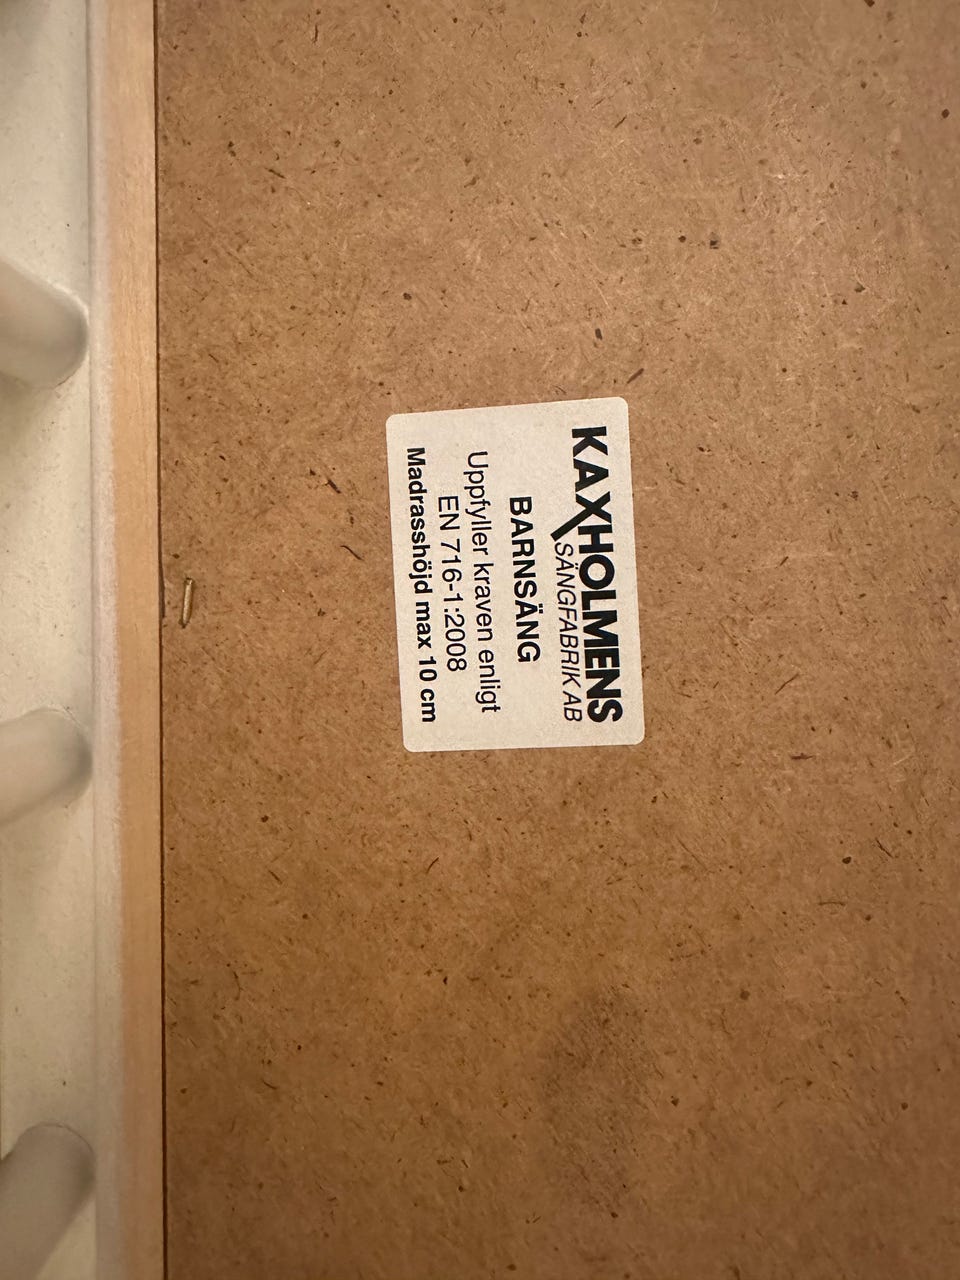 KAXHOLMENS
SÄNGFABRIK AB
BARNSÄNG
Uppfyller kraven enligt
EN 716-1:2008
Madrasshöjd max 10 cm